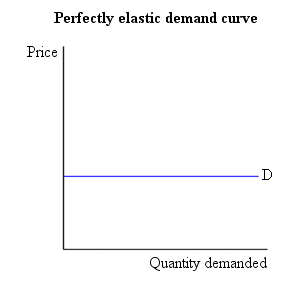 Perfectly elastic demand curve
Price
D
Quantity demanded